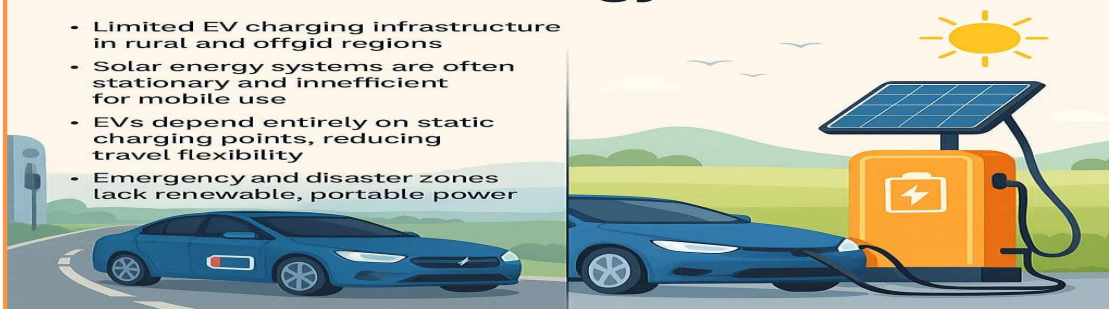 • Limited EV charging infrastructure
in rural and offgid regions
• Solar energy systems are often
stationary and innefficient
for mobile use
• EVs depend entirely on static
charging points, reducing
travel flexibility
• Emergency and disaster zones
lack renewable, portable power